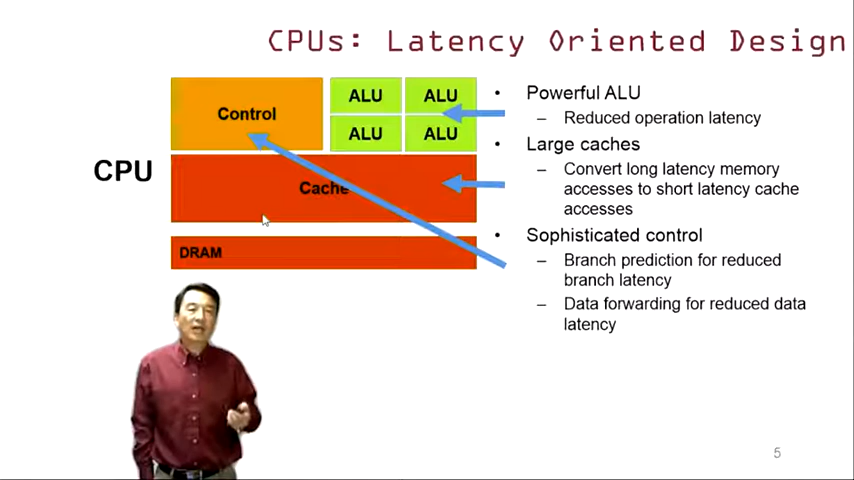 CPUs: Latency Oriented Design
CPU
Control
ALU
ALU
ALU
ALU
Cache
DRAM
• Powerful ALU
– Reduced operation latency
• Large caches
– Convert long latency memory
accesses to short latency cache
accesses
• Sophisticated control
– Branch prediction for reduced
branch latency
– Data forwarding for reduced data
latency
5